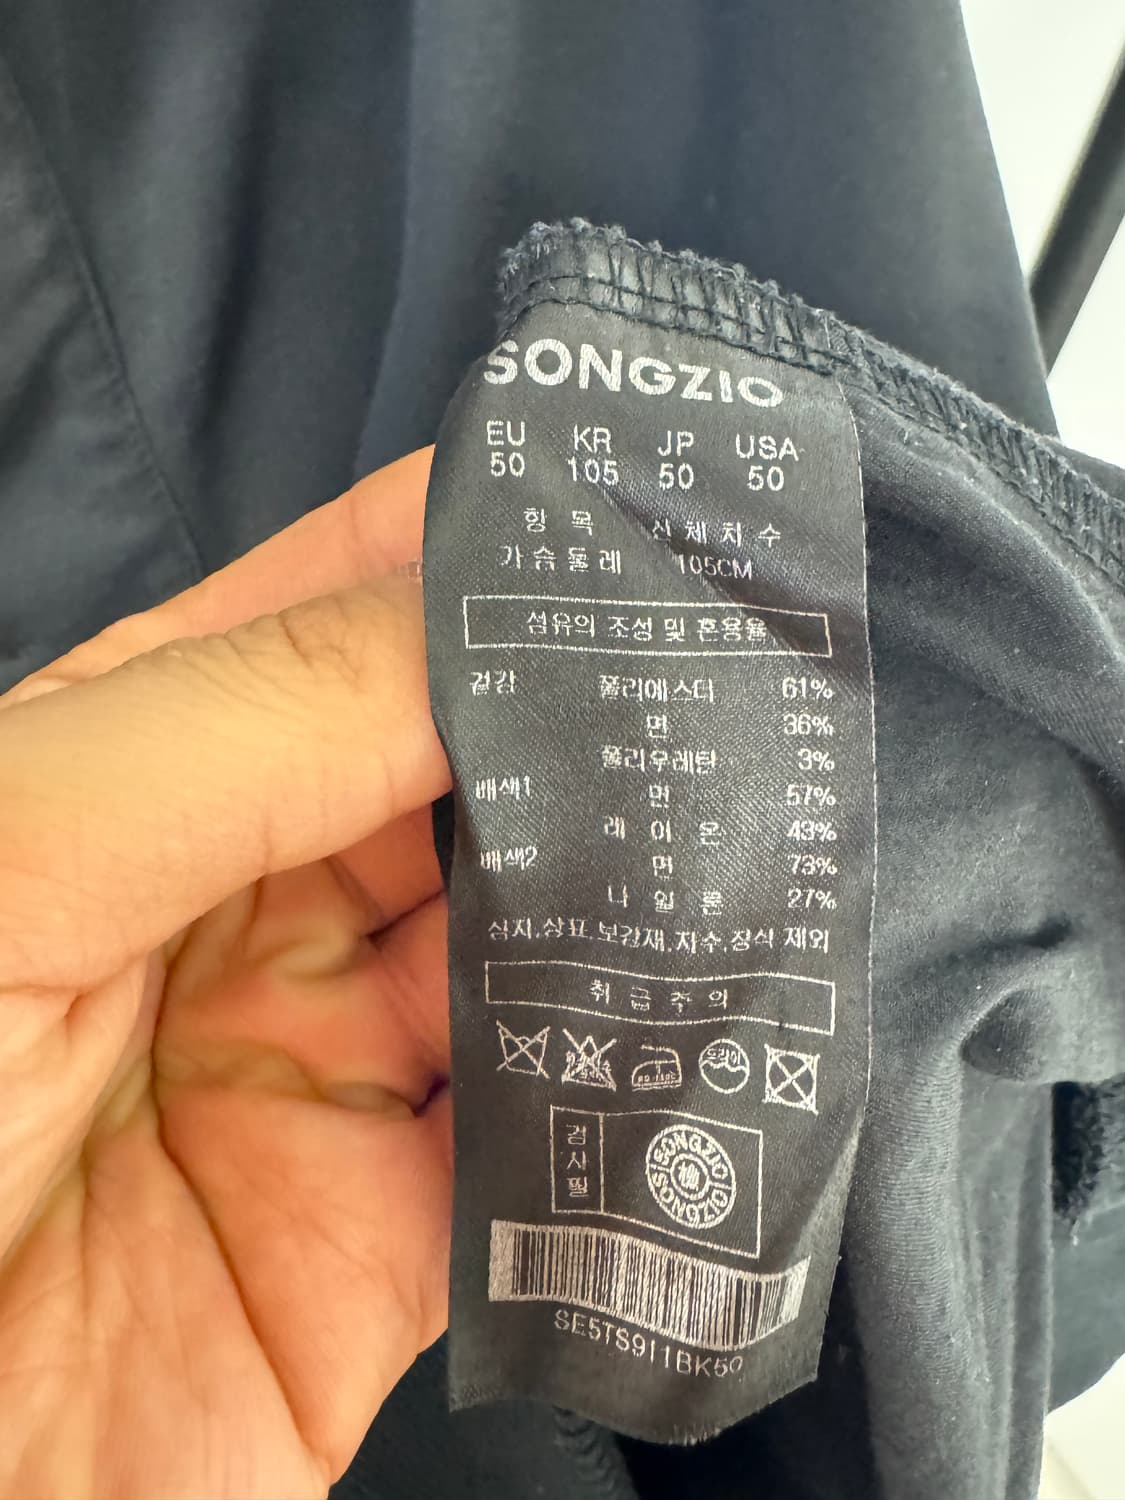 SONGZIO
EU KR JP USA
50 105 50 50
항 목 신 체 치 수
가슴둘레 105CM
섬유의 조성 및 혼용율
겉감 폴리에스터 61%
면 36%
폴리우레탄 3%
배색1 면 57%
레 이 온 43%
배색2 면 73%
나 일 론 27%
심지,상표,보강재,자수,장식 제외
취 급 주 의
드라이
검사필
SONGZIO
SONGZIO
SE5TS911BK50